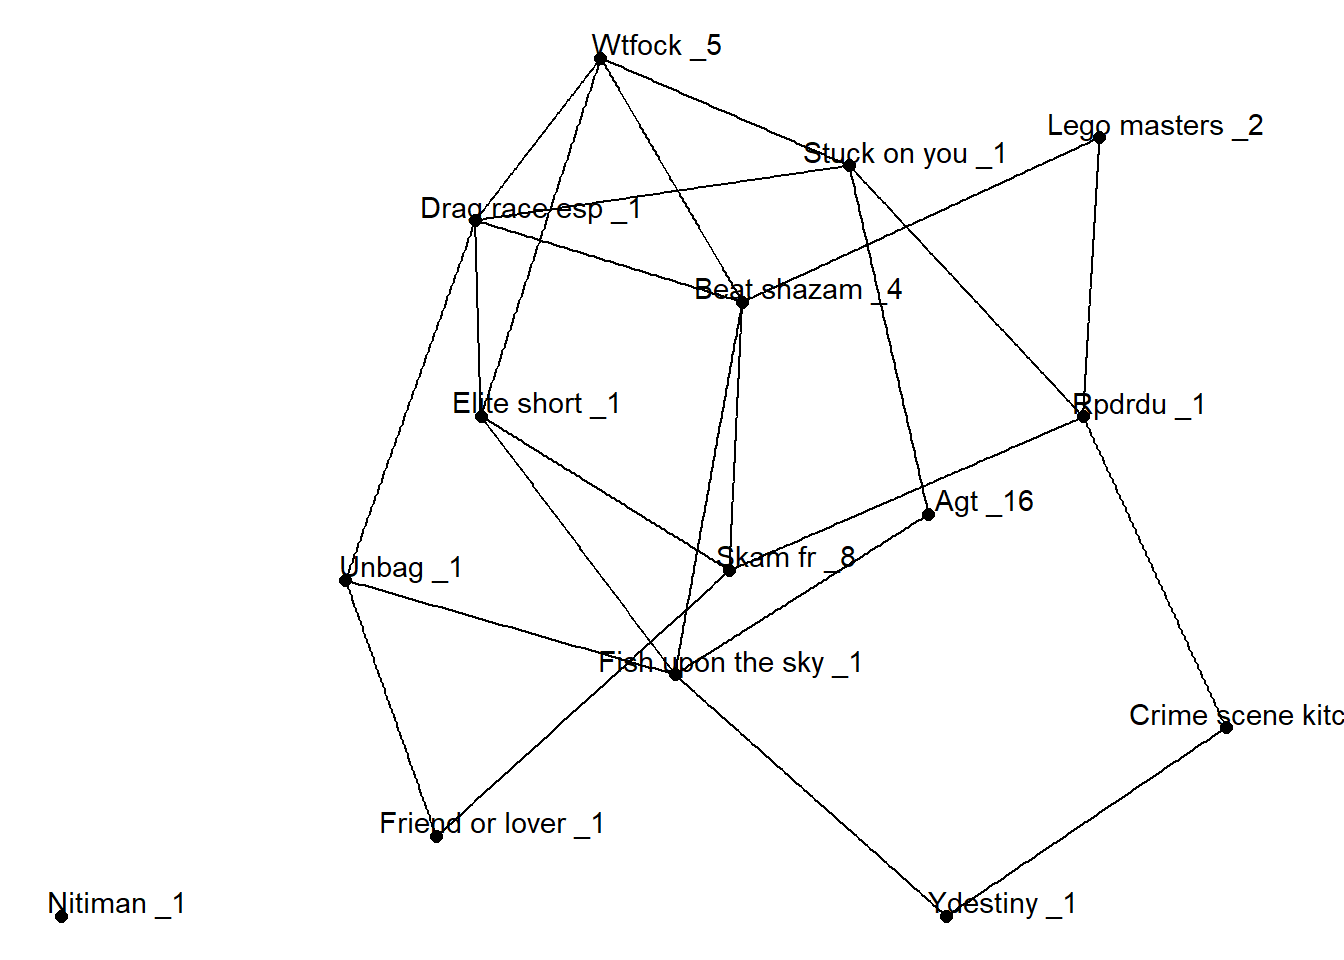 Wtfock _5
Lego masters _2
Stuck on you _1
Drag race esp _1
Beat shazam _4
Elite short _1
Rpdrdu _1
Agt _16
Skam fr _8
Unbag _1
Fish upon the sky _1
Crime scene kitc
Friend or lover _1
Nitiman _1
Ydestiny _1